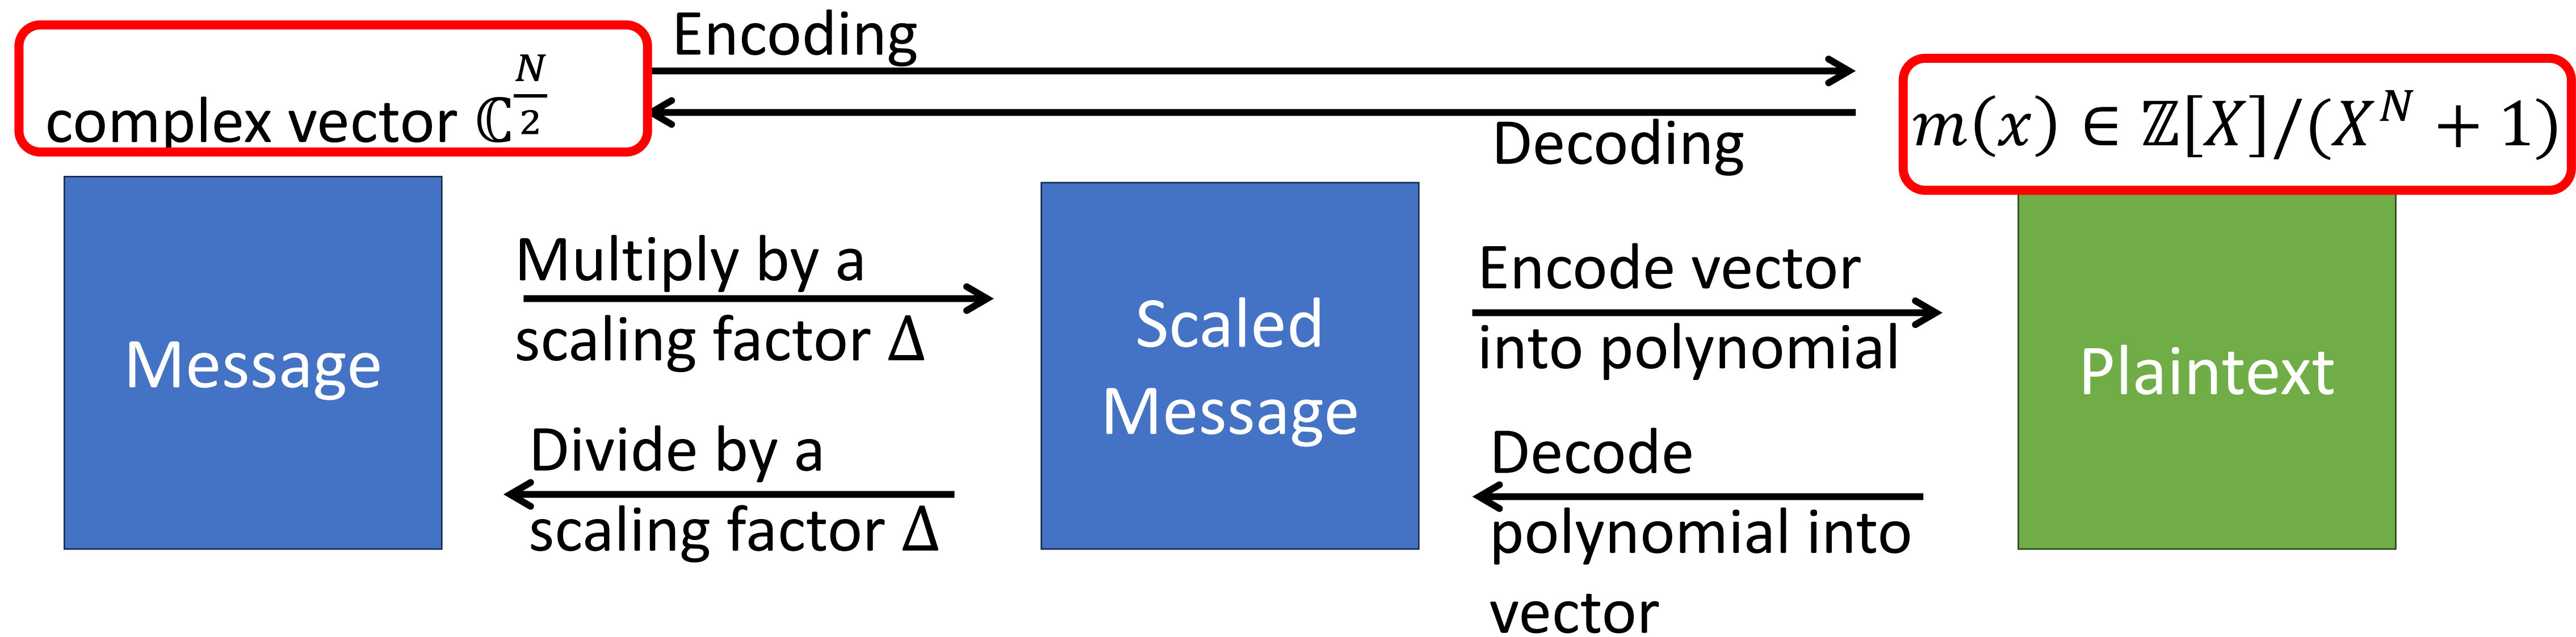 Encoding
complex vector ℂ^(N/2)
m(x) ∈ ℤ[X]/(X^N + 1)
Decoding
Message
Multiply by a
scaling factor Δ
Divide by a
scaling factor Δ
Scaled
Message
Encode vector
into polynomial
Decode
polynomial into
vector
Plaintext